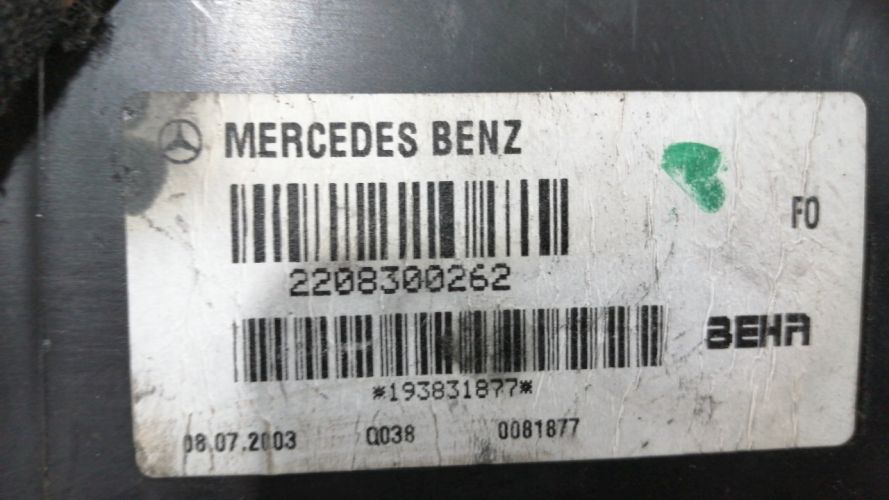 MERCEDES BENZ
FO
2208300262
BEHR
*193831877*
08.07.2003 Q038 0081877